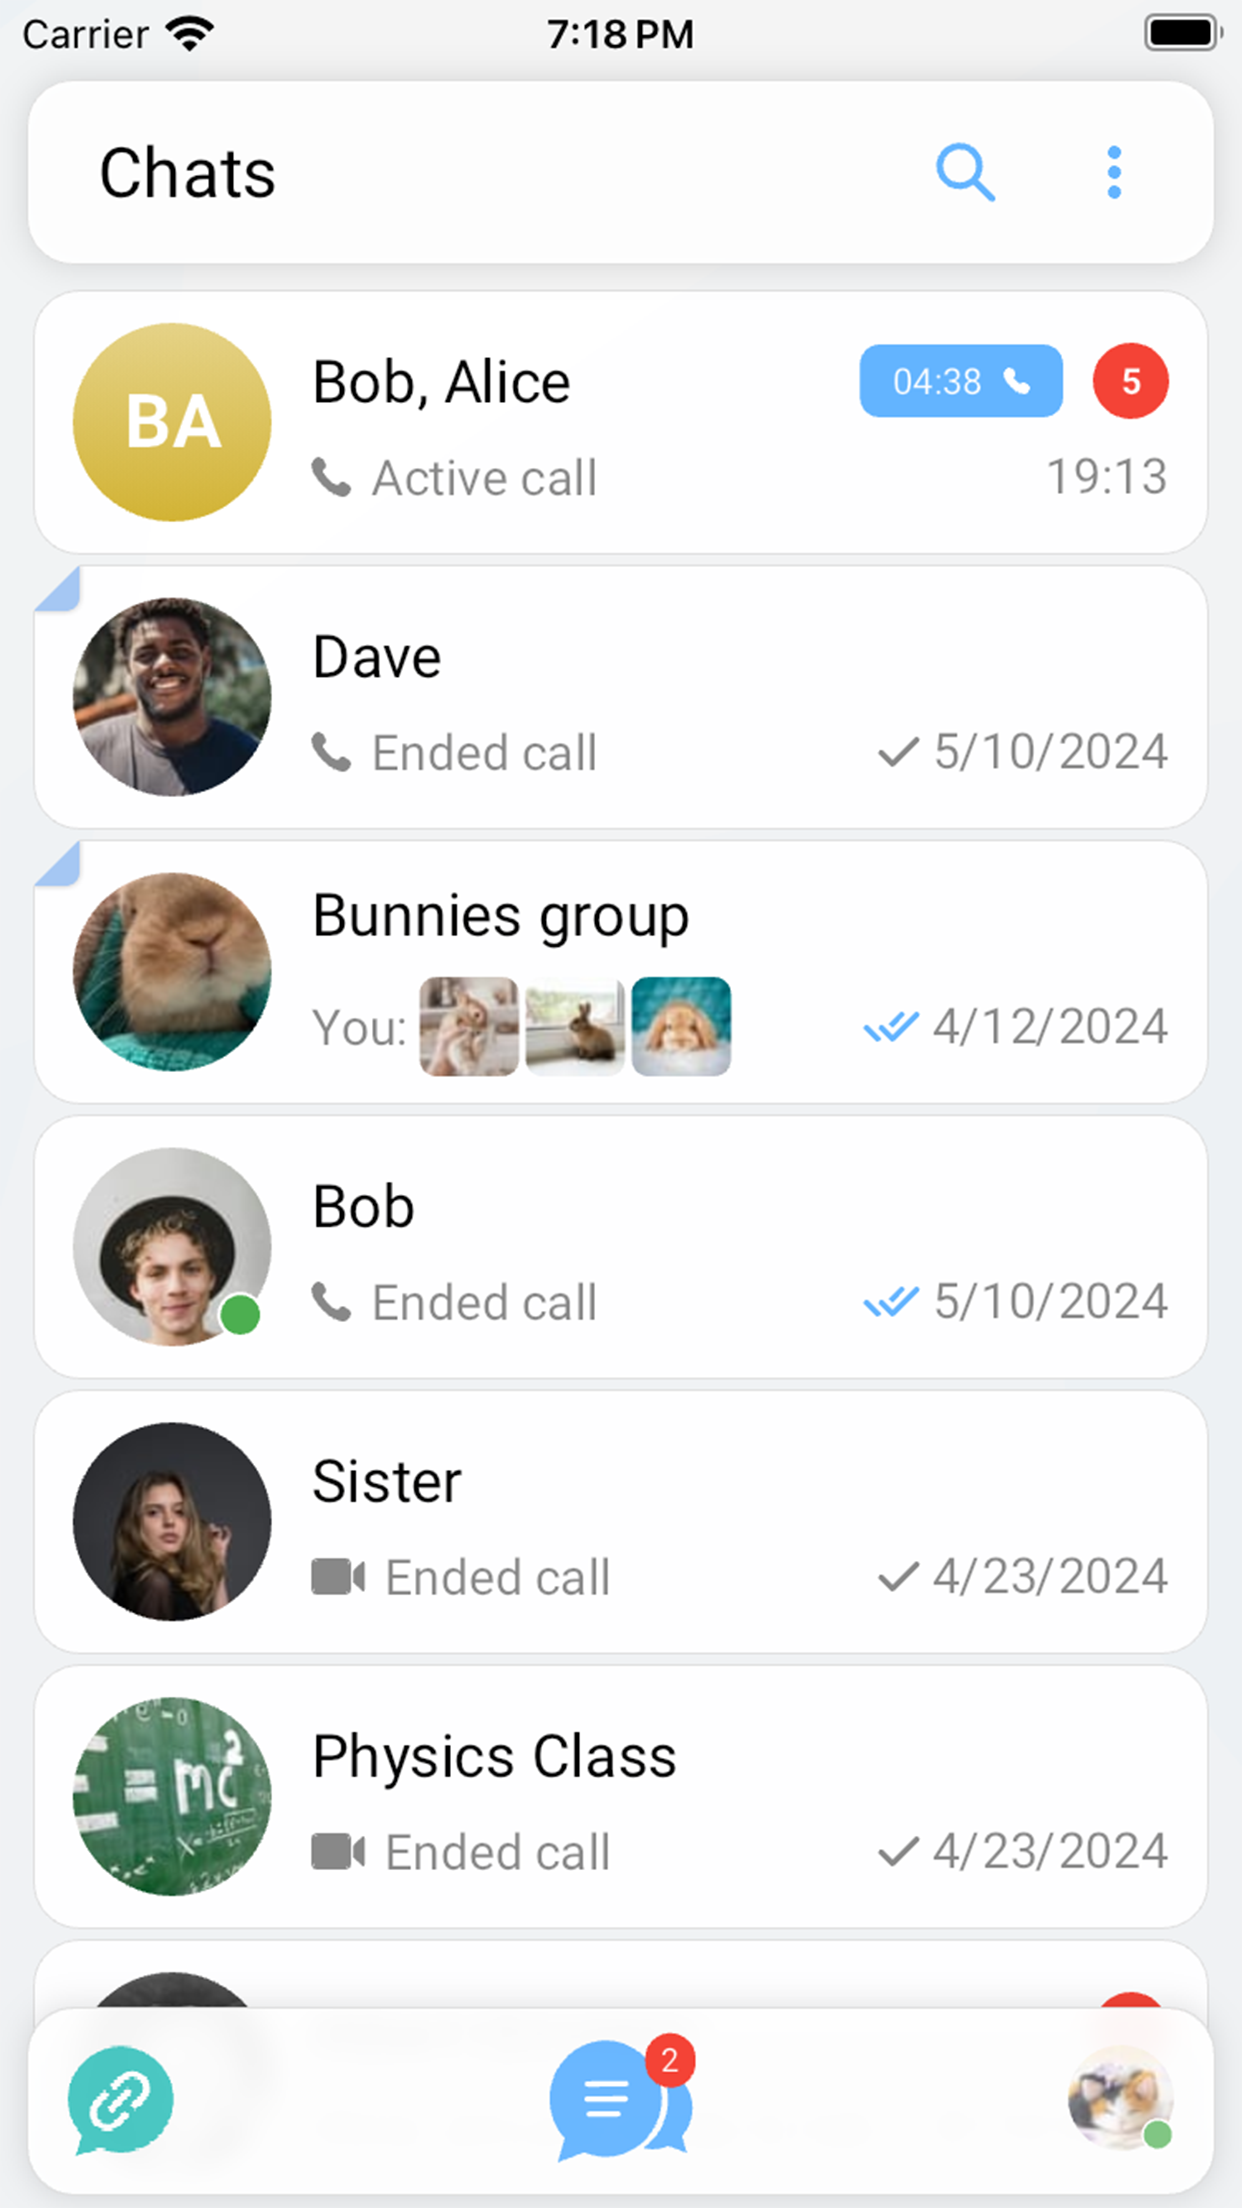 Carrier 7:18 PM
Chats
BA
Bob, Alice 04:38 5
Active call 19:13
Dave
Ended call 5/10/2024
Bunnies group
You: 4/12/2024
Bob
Ended call 5/10/2024
Sister
Ended call 4/23/2024
= mc²
Physics Class
Ended call 4/23/2024
2